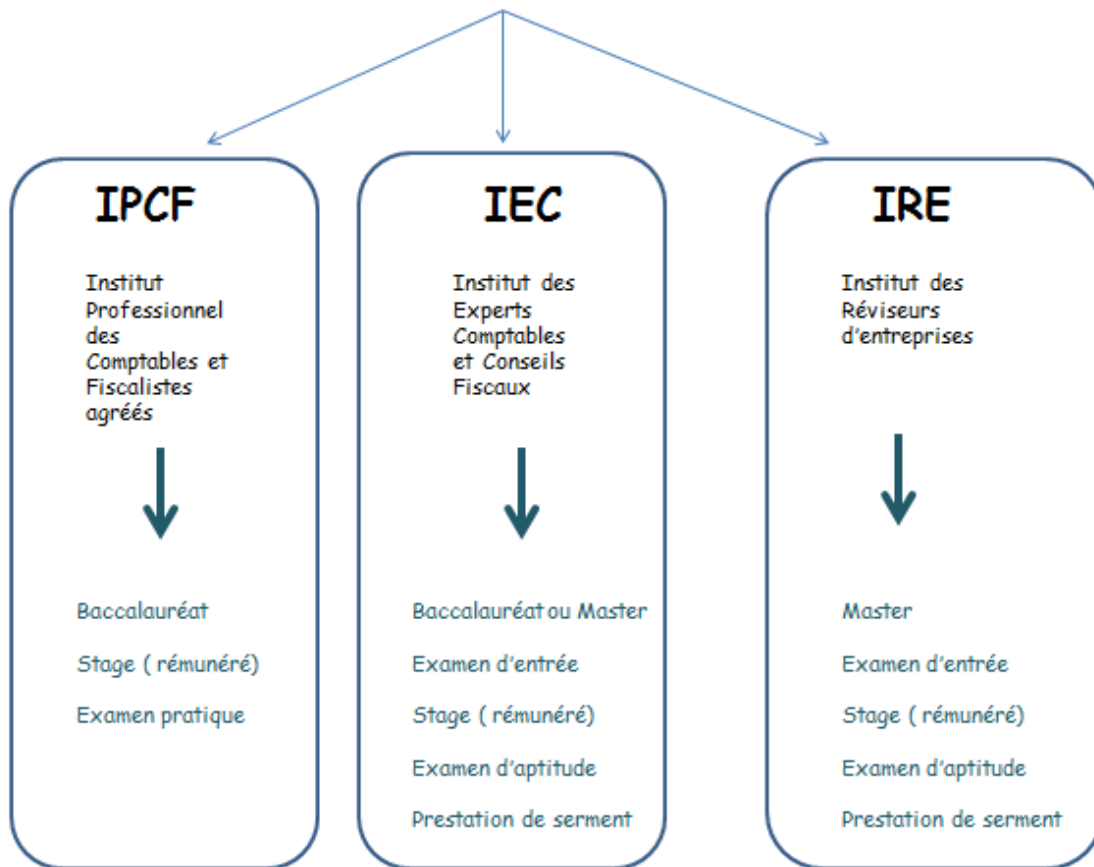 IPCF
Institut
Professionnel
des
Comptables et
Fiscalistes
agréés
Baccalauréat
Stage ( rémunéré)
Examen pratique
IEC
Institut des
Experts
Comptables
et Conseils
Fiscaux
Baccalauréat ou Master
Examen d'entrée
Stage ( rémunéré)
Examen d'aptitude
Prestation de serment
IRE
Institut des
Réviseurs
d'entreprises
Master
Examen d'entrée
Stage ( rémunéré)
Examen d'aptitude
Prestation de serment